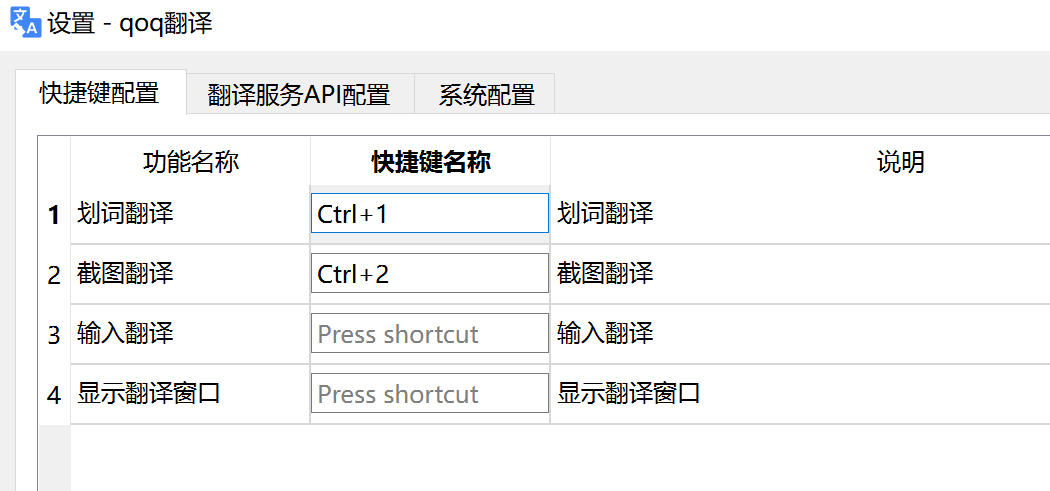 设置 - qoq翻译
快捷键配置 翻译服务API配置 系统配置
功能名称 快捷键名称 说明
1 划词翻译 Ctrl+1 划词翻译
2 截图翻译 Ctrl+2 截图翻译
3 输入翻译 Press shortcut 输入翻译
4 显示翻译窗口 Press shortcut 显示翻译窗口